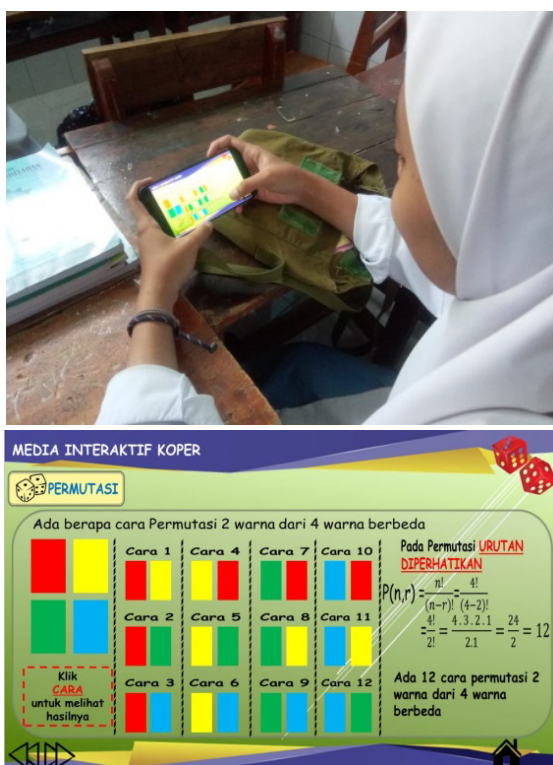 MEDIA INTERAKTIF KOPER
PERMUTASI
Ada berapa cara Permutasi 2 warna dari 4 warna berbeda
Cara 1
Cara 4
Cara 7
Cara 10
Cara 2
Cara 5
Cara 8
Cara 11
Cara 3
Cara 6
Cara 9
Cara 12
Klik
CARA
untuk melihat
hasilnya
Pada Permutasi URUTAN
DIPERHATIKAN
P(n,r) = n!/(n-r)! = 4!/(4-2)!
= 4!/2! = 4.3.2.1/2.1 = 24/2 = 12
Ada 12 cara permutasi 2
warna dari 4 warna
berbeda